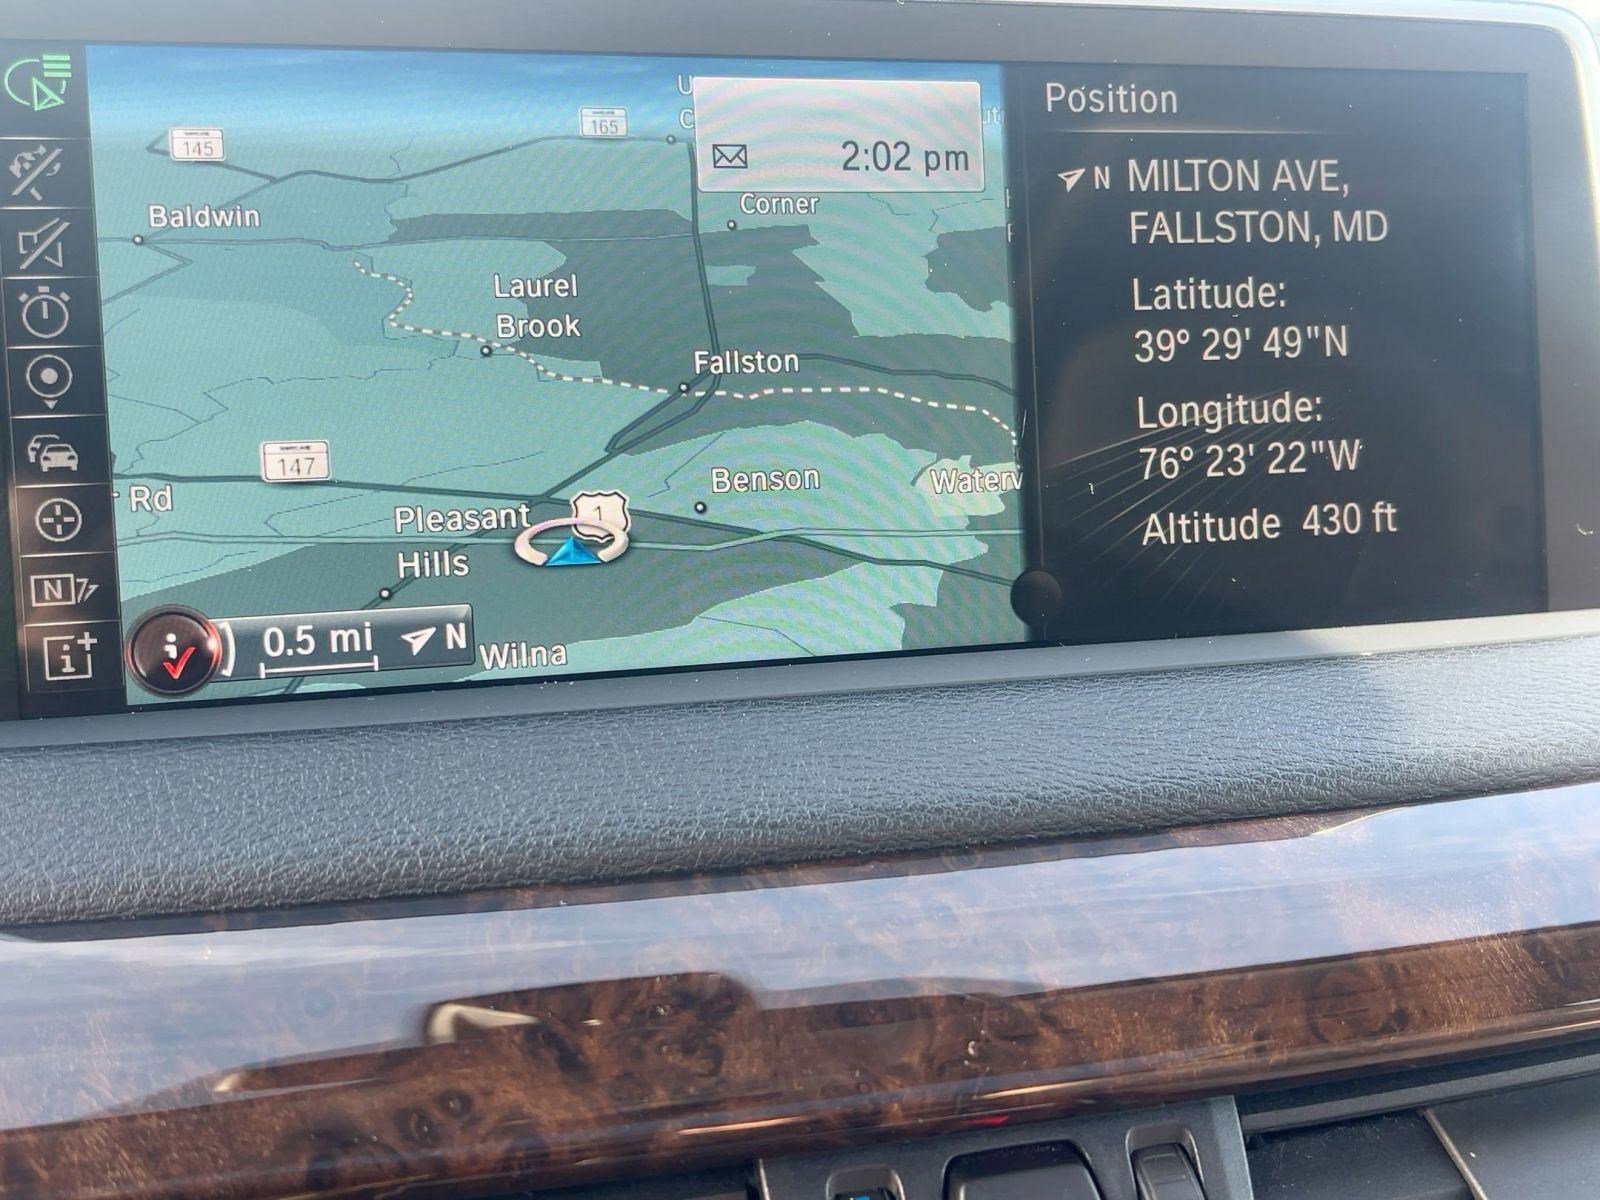 U
C
165
145
2:02 pm
Baldwin
Corner
Laurel
Brook
Fallston
147
Rd
Benson
Waterv
Pleasant
Hills
1
0.5 mi
N
Wilna
N
i
Position
N MILTON AVE,
FALLSTON, MD
Latitude:
39° 29' 49"N
Longitude:
76° 23' 22"W
Altitude 430 ft